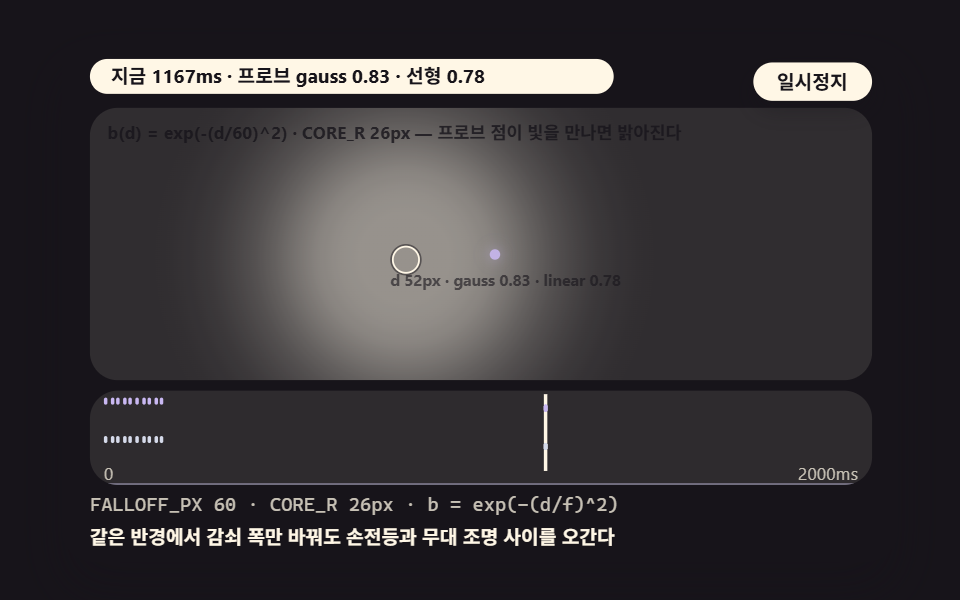 지금 1167ms · 프로브 gauss 0.83 · 선형 0.78
일시정지
b(d) = exp(-(d/60)^2) · CORE_R 26px — 프로브 점이 빛을 만나면 밝아진다
d 52px · gauss 0.83 · linear 0.78
0
2000ms
FALLOFF_PX 60 · CORE_R 26px · b = exp(−(d/f)^2)
같은 반경에서 감쇠 폭만 바꿔도 손전등과 무대 조명 사이를 오간다